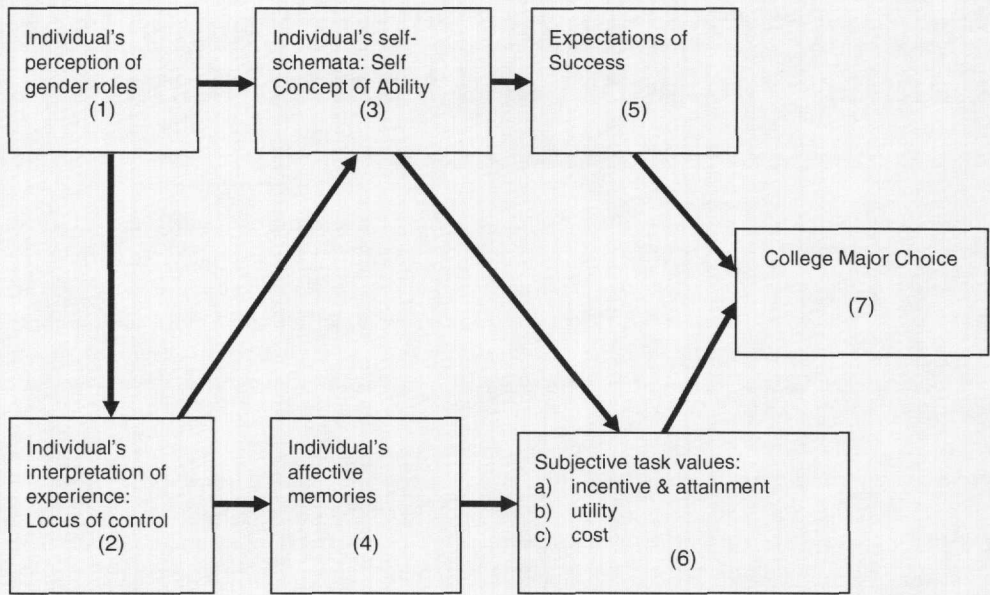 Individual's
perception of
gender roles
(1)
Individual's self-
schemata: Self
Concept of Ability
(3)
Expectations of
Success
(5)
College Major Choice
(7)
Individual's
interpretation of
experience:
Locus of control
(2)
Individual's
affective
memories
(4)
Subjective task values:
a) incentive & attainment
b) utility
c) cost
(6)